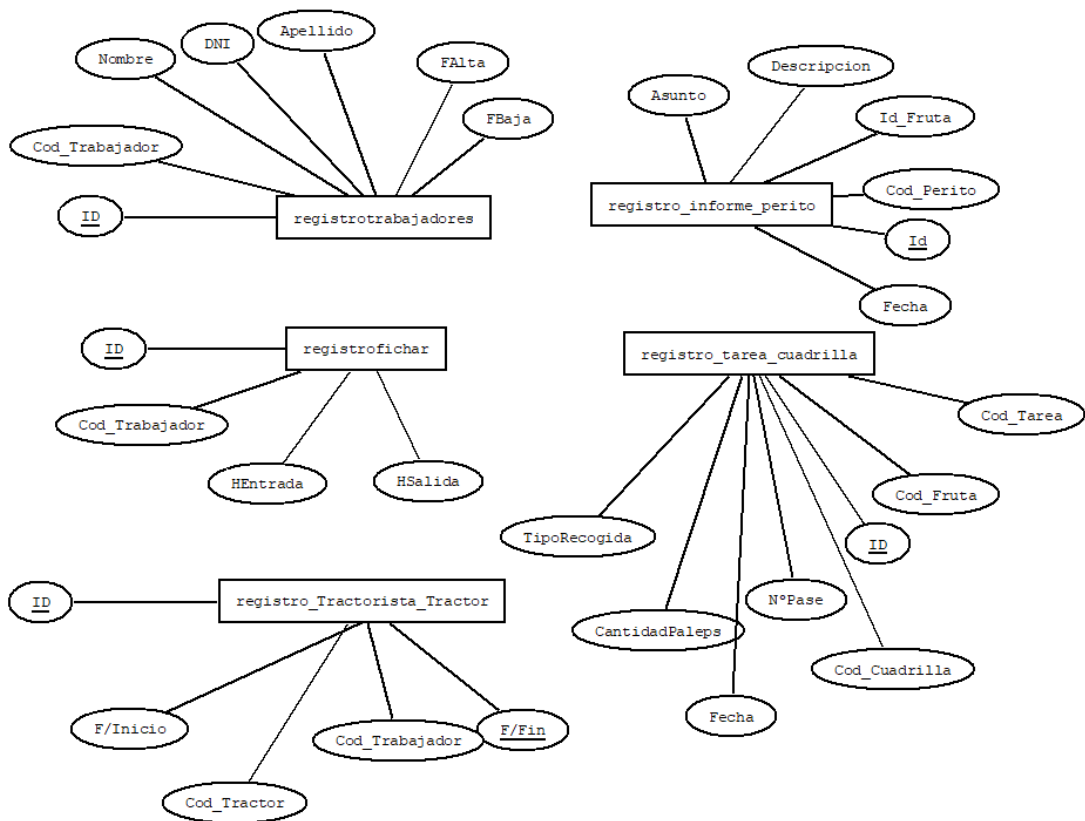 Apellido
DNI
Nombre
FAlta
FBaja
Cod_Trabajador
ID
registrotrabajadores
Descripcion
Asunto
Id_Fruta
Cod_Perito
registro_informe_perito
Id
Fecha
ID
registrofichar
Cod_Trabajador
HEntrada
HSalida
registro_tarea_cuadrilla
Cod_Tarea
Cod_Fruta
TipoRecogida
ID
NºPase
CantidadPaleps
Cod_Cuadrilla
Fecha
ID
registro_Tractorista_Tractor
F/Inicio
Cod_Trabajador
F/Fin
Cod_Tractor